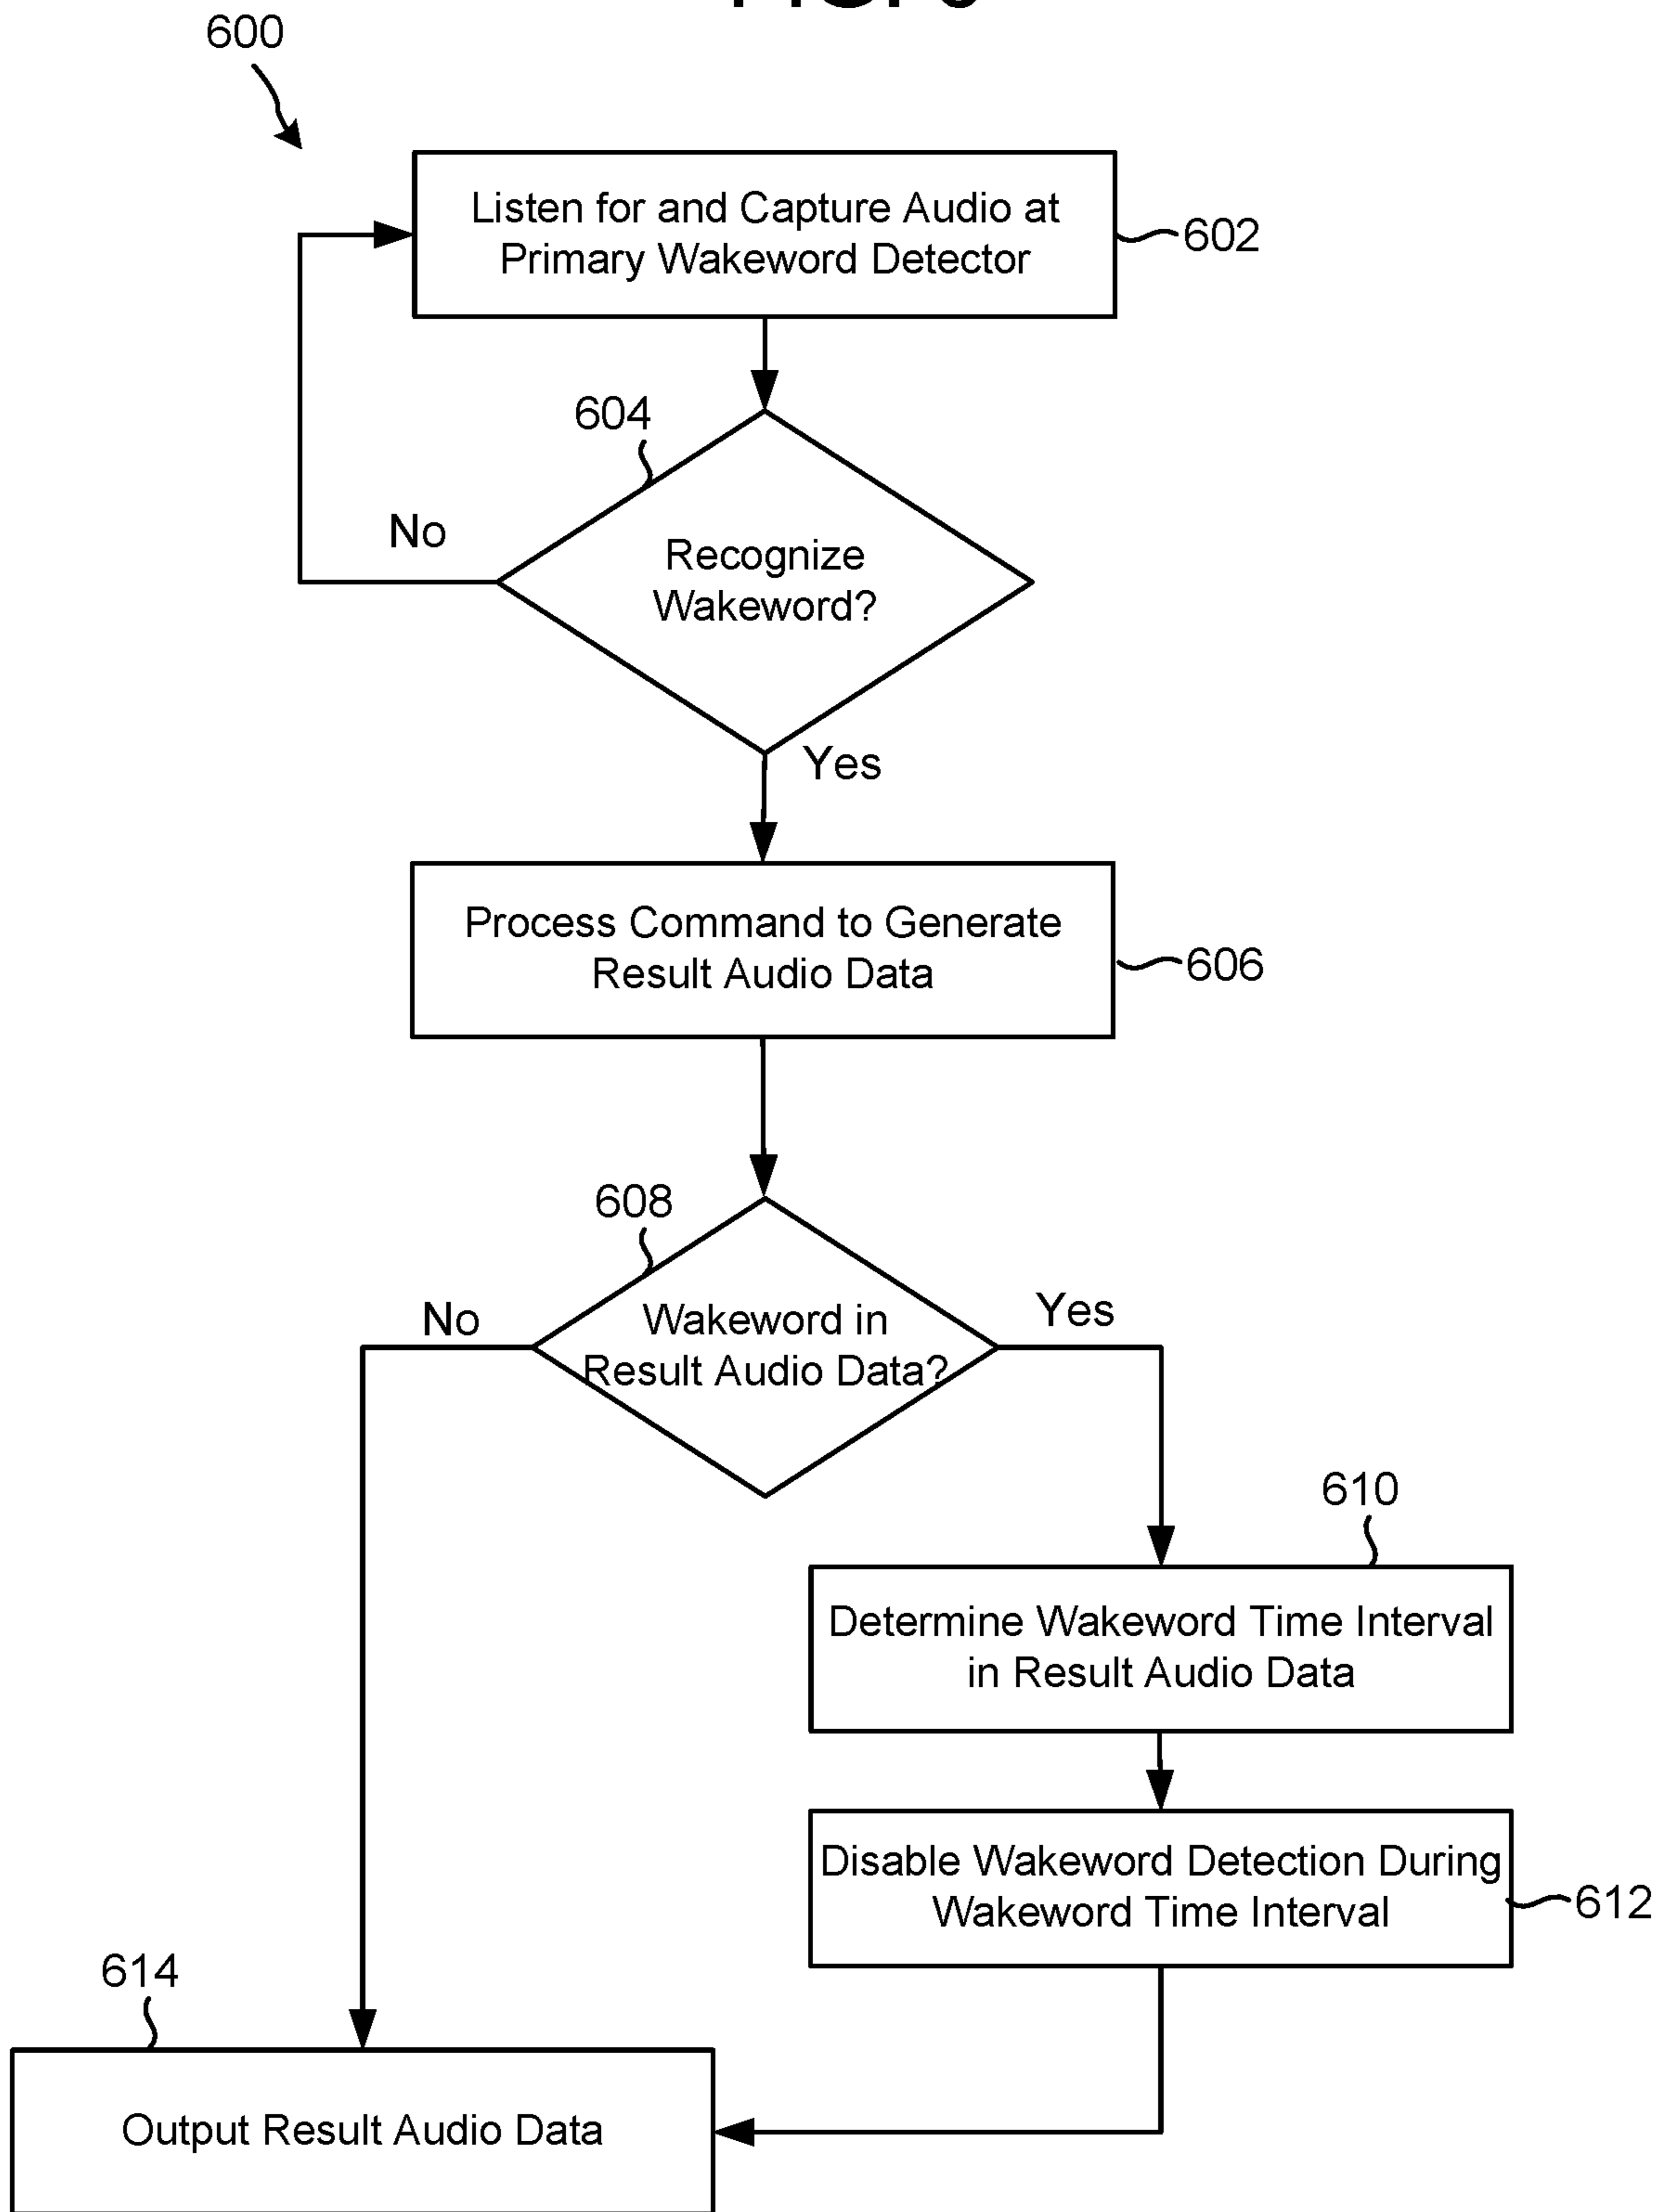 600
Listen for and Capture Audio at
Primary Wakeword Detector
602
604
No
Recognize
Wakeword?
Yes
Process Command to Generate
Result Audio Data
606
608
No
Wakeword in
Result Audio Data?
Yes
610
Determine Wakeword Time Interval
in Result Audio Data
Disable Wakeword Detection During
Wakeword Time Interval
612
614
Output Result Audio Data